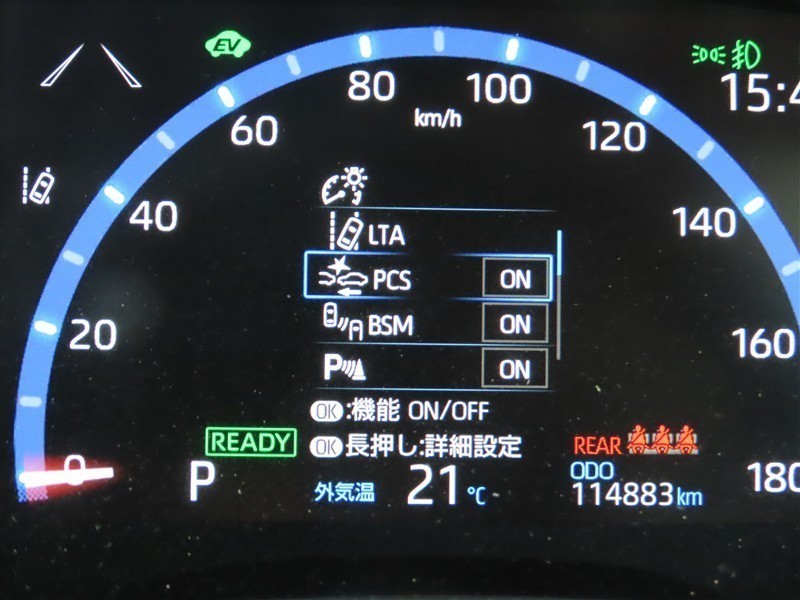 EV
15:4
80
100
km/h
60
120
40
140
LTA
PCS ON
BSM ON
20
160
P ON
OK:機能 ON/OFF
READY
OK長押し:詳細設定
REAR
0
P
外気温 21℃
ODO
114883km
180